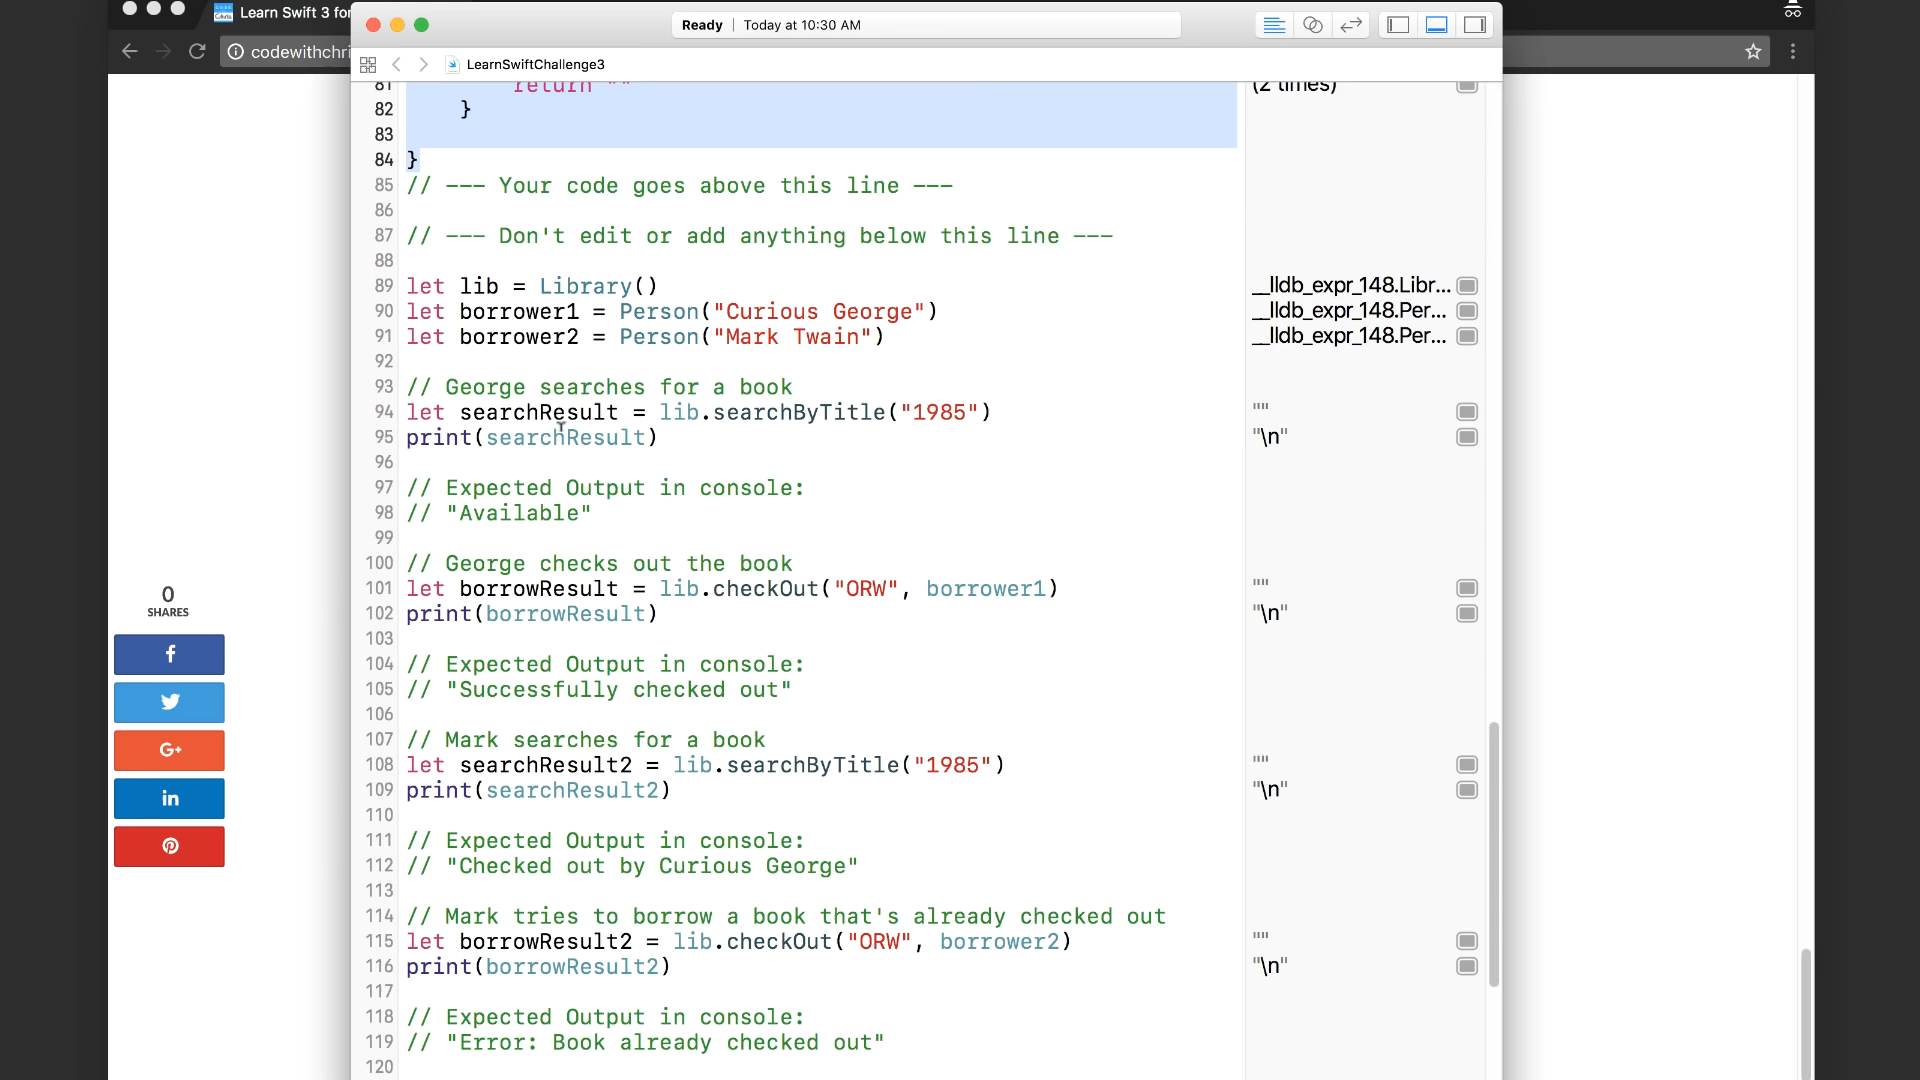 Learn Swift 3 for
codewithchri
Ready | Today at 10:30 AM
LearnSwiftChallenge3
81 return ""
(2 times)
82 }
83
84 }
85 // --- Your code goes above this line ---
86
87 // --- Don't edit or add anything below this line ---
88
89 let lib = Library()
__lldb_expr_148.Libr...
90 let borrower1 = Person("Curious George")
__lldb_expr_148.Per...
91 let borrower2 = Person("Mark Twain")
__lldb_expr_148.Per...
92
93 // George searches for a book
94 let searchResult = lib.searchByTitle("1985")
""
95 print(searchResult)
"\n"
96
97 // Expected Output in console:
98 // "Available"
99
100 // George checks out the book
101 let borrowResult = lib.checkOut("ORW", borrower1)
""
102 print(borrowResult)
"\n"
103
104 // Expected Output in console:
105 // "Successfully checked out"
106
107 // Mark searches for a book
108 let searchResult2 = lib.searchByTitle("1985")
""
109 print(searchResult2)
"\n"
110
111 // Expected Output in console:
112 // "Checked out by Curious George"
113
114 // Mark tries to borrow a book that's already checked out
115 let borrowResult2 = lib.checkOut("ORW", borrower2)
""
116 print(borrowResult2)
"\n"
117
118 // Expected Output in console:
119 // "Error: Book already checked out"
120
0
SHARES
f
G+
in